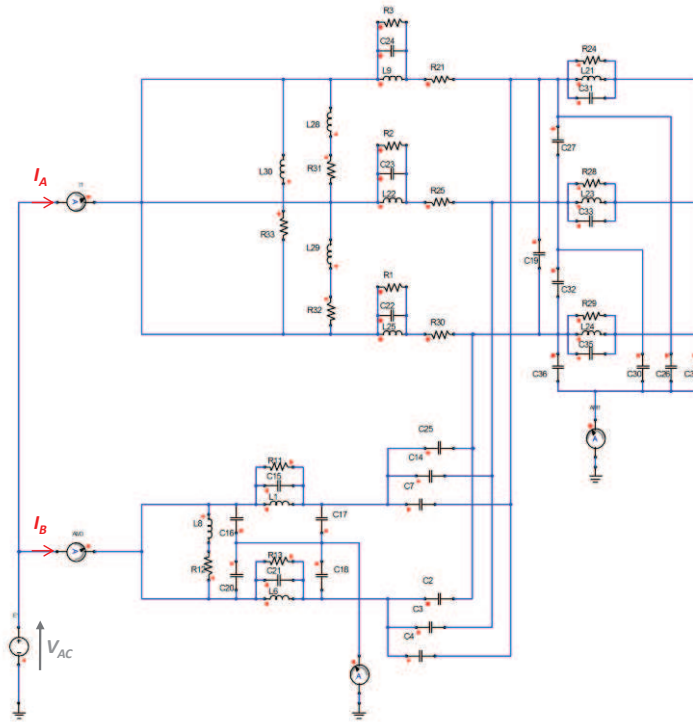 R3
C24
L9
R21
R24
L21
C31
L28
R31
L30
R33
R2
C23
L22
R25
C27
R28
L23
C33
I_A
A
L29
R32
R1
C22
L25
R30
C19
C32
R29
L24
C35
C36
C30
C26
A
C25
C14
C7
R11
C15
L1
L8
C16
C17
I_B
A
R12
C20
R13
C21
L6
C18
C2
C3
C4
V_AC
A